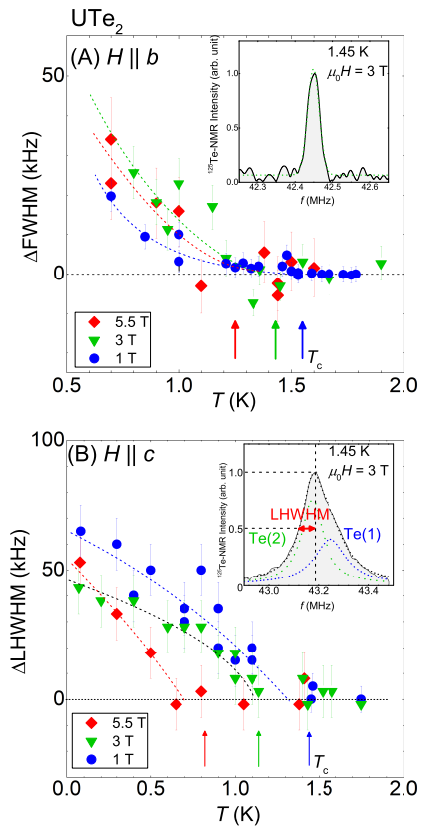 UTe₂
(A) H || b
1.45 K
μ₀H = 3 T
¹²⁵Te-NMR Intensity (arb. unit)
1.0
0.5
0.0
42.3 42.4 42.5 42.6
f (MHz)
ΔFWHM (kHz)
50
0
5.5 T
3 T
1 T
Tc
0.5 1.0 1.5 2.0
T (K)
(B) H || c
1.45 K
μ₀H = 3 T
¹²⁵Te-NMR Intensity (arb. unit)
1.0
0.5
0.0
LHWHM
Te(2)
Te(1)
43.0 43.2 43.4
f (MHz)
ΔLHWHM (kHz)
100
50
0
5.5 T
3 T
1 T
Tc
0.0 0.5 1.0 1.5 2.0
T (K)